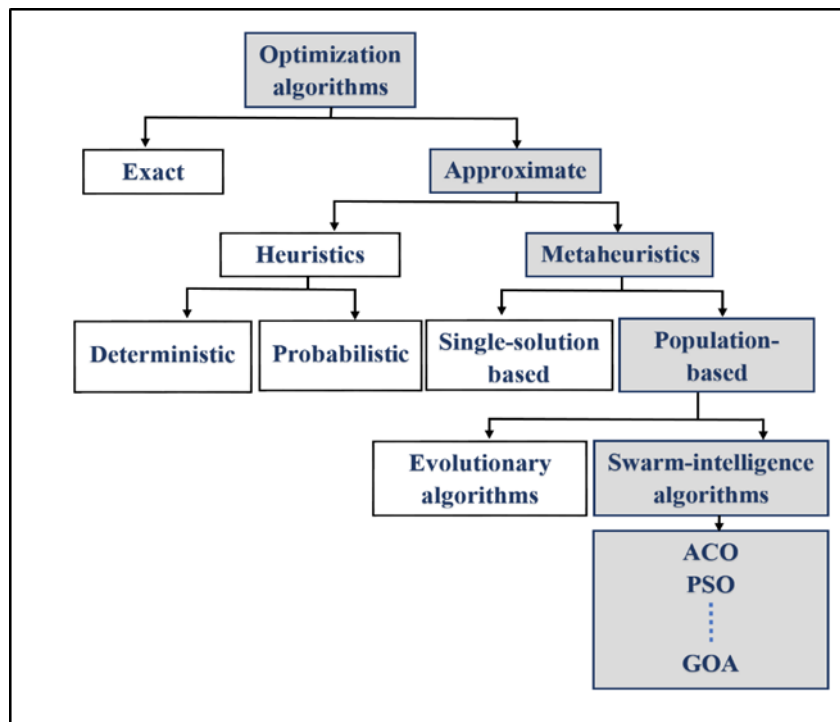 Optimization
algorithms
Exact
Approximate
Heuristics
Metaheuristics
Deterministic
Probabilistic
Single-solution
based
Population-
based
Evolutionary
algorithms
Swarm-intelligence
algorithms
ACO
PSO
GOA